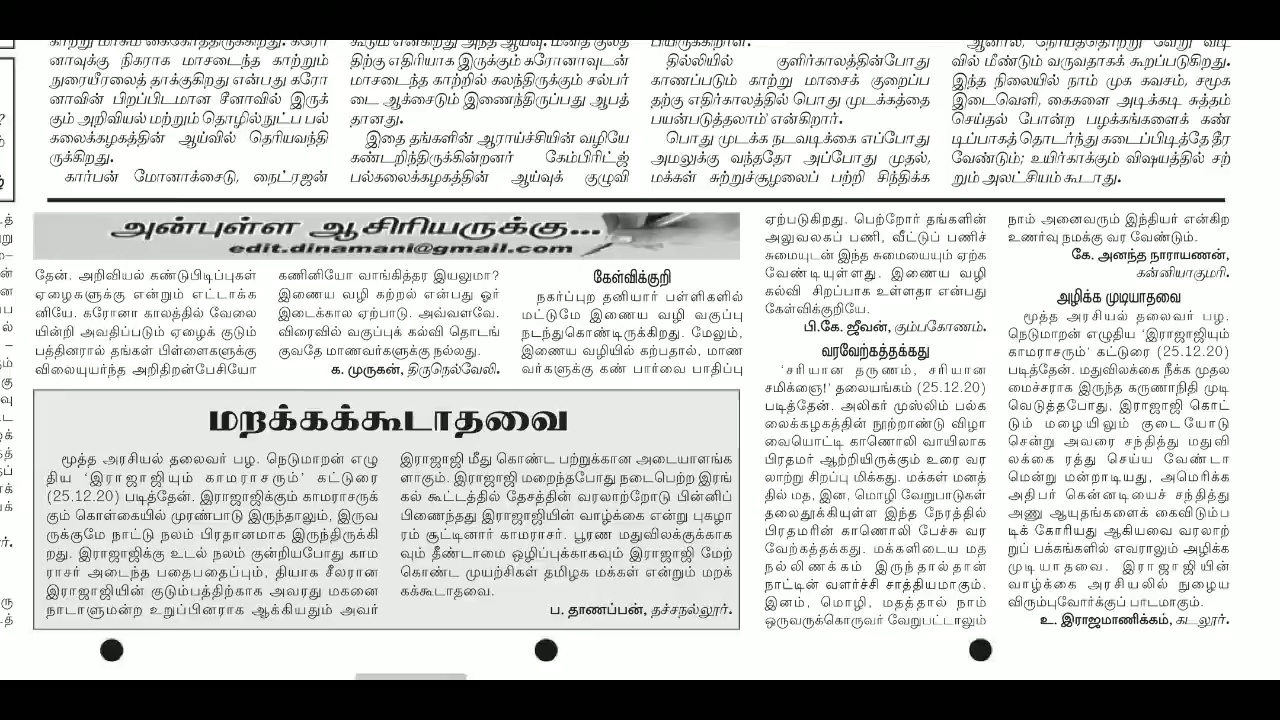 னாவுக்கு நிகராக மாசடைந்த காற்றும்
நுரையீரலைத் தாக்குகிறது என்பது கரோ
னாவின் பிறப்பிடமான சீனாவில் இருக்
கும் அறிவியல் மற்றும் தொழில்நுட்ப பல்
கலைக்கழகத்தின் ஆய்வில் தெரியவந்தி
ருக்கிறது.
கார்பன் மோனாக்சைடு, நைட்ரஜன்
கூடும் என்கிறது அந்த ஆய்வு. மனித குலத்
திற்கு எதிரியாக இருக்கும் கரோனாவுடன்
மாசடைந்த காற்றில் கலந்திருக்கும் சல்பர்
டை ஆக்சைடும் இணைந்திருப்பது ஆபத்
தானது.
இதை தங்களின் ஆராய்ச்சியின் வழியே
கண்டறிந்திருக்கின்றனர் கேம்பிரிட்ஜ்
பல்கலைக்கழகத்தின் ஆய்வுக் குழுவி
தில்லியில் குளிர்காலத்தின்போது
காணப்படும் காற்று மாசைக் குறைப்ப
தற்கு எதிர்காலத்தில் பொது முடக்கத்தை
பயன்படுத்தலாம்' என்கிறார்.
பொது முடக்க நடவடிக்கை எப்போது
அமலுக்கு வந்ததோ அப்போது முதல்,
மக்கள் சுற்றுச்சூழலைப் பற்றி சிந்திக்க
ஆனால், நோய்த்தொற்று வேறு வடி
வில் மீண்டும் வருவதாகக் கூறப்படுகிறது.
இந்த நிலையில் நாம் முக கவசம், சமூக
இடைவெளி, கைகளை அடிக்கடி சுத்தம்
செய்தல் போன்ற பழக்கங்களைக் கண்
டிப்பாகத் தொடர்ந்து கடைப்பிடித்தே தீர
வேண்டும்; உயிர்காக்கும் விஷயத்தில் சற்
றும் அலட்சியம் கூடாது.
அன்புள்ள ஆசிரியருக்கு...
edit.dinamani@gmail.com
தேன். அறிவியல் கண்டுபிடிப்புகள்
ஏழைகளுக்கு என்றும் எட்டாக்க
னியே. கரோனா காலத்தில் வேலை
யின்றி அவதிப்படும் ஏழைக் குடும்
பத்தினரால் தங்கள் பிள்ளைகளுக்கு
விலையுயர்ந்த அறிதிறன்பேசியோ
கணினியோ வாங்கித்தர இயலுமா?
இணைய வழி கற்றல் என்பது ஓர்
இடைக்கால ஏற்பாடு. அவ்வளவே.
விரைவில் வகுப்புக் கல்வி தொடங்
குவதே மாணவர்களுக்கு நல்லது.
க. முருகன், திருநெல்வேலி.
கேள்விக்குறி
நகர்ப்புற தனியார் பள்ளிகளில்
மட்டுமே இணைய வழி வகுப்பு
நடந்துகொண்டிருக்கிறது. மேலும்,
இணைய வழியில் கற்பதால், மாண
வர்களுக்கு கண் பார்வை பாதிப்பு
ஏற்படுகிறது. பெற்றோர் தங்களின்
அலுவலகப் பணி, வீட்டுப் பணிச்
சுமையுடன் இந்த சுமையையும் ஏற்க
வேண்டியுள்ளது. இணைய வழி
கல்வி சிறப்பாக உள்ளதா என்பது
கேள்விக்குறியே.
பி.கே. ஜீவன், கும்பகோணம்.
வரவேற்கத்தக்கது
'சரியான தருணம், சரியான
சமிக்ஞை!' தலையங்கம் (25.12.20)
படித்தேன். அலிகர் முஸ்லிம் பல்க
லைக்கழகத்தின் நூற்றாண்டு விழா
வையொட்டி காணொலி வாயிலாக
பிரதமர் ஆற்றியிருக்கும் உரை வர
லாற்று சிறப்பு மிக்கது. மக்கள் மனத்
தில் மத, இன, மொழி வேறுபாடுகள்
தலைதூக்கியுள்ள இந்த நேரத்தில்
பிரதமரின் காணொலி பேச்சு வர
வேற்கத்தக்கது. மக்களிடைய மத
நல்லிணக்கம் இருந்தால்தான்
நாட்டின் வளர்ச்சி சாத்தியமாகும்.
இனம், மொழி, மதத்தால் நாம்
ஒருவருக்கொருவர் வேறுபட்டாலும்
நாம் அனைவரும் இந்தியர் என்கிற
உணர்வு நமக்கு வர வேண்டும்.
கே. அனந்த நாராயணன்,
கன்னியாகுமரி.
அழிக்க முடியாதவை
மூத்த அரசியல் தலைவர் பழ.
நெடுமாறன் எழுதிய 'இராஜாஜியும்
காமராசரும்' கட்டுரை (25.12.20)
படித்தேன். மதுவிலக்கை நீக்க முதல
மைச்சராக இருந்த கருணாநிதி முடி
வெடுத்தபோது, இராஜாஜி கொட்
டும் மழையிலும் குடையோடு
சென்று அவரை சந்தித்து மதுவி
லக்கை ரத்து செய்ய வேண்டா
மென்று மன்றாடியது, அமெரிக்க
அதிபர் கென்னடியைச் சந்தித்து
அணு ஆயுதங்களைக் கைவிடும்ப
டிக் கோரியது ஆகியவை வரலாற்
றுப் பக்கங்களில் எவராலும் அழிக்க
முடியாதவை. இராஜாஜியின்
வாழ்க்கை அரசியலில் நுழைய
விரும்புவோர்க்குப் பாடமாகும்.
உ. இராஜமாணிக்கம், கடலூர்.
மறக்கக்கூடாதவை
மூத்த அரசியல் தலைவர் பழ. நெடுமாறன் எழு
திய 'இராஜாஜியும் காமராசரும்' கட்டுரை
(25.12.20) படித்தேன். இராஜாஜிக்கும் காமராசருக்
கும் கொள்கையில் முரண்பாடு இருந்தாலும், இருவ
ருக்குமே நாட்டு நலம் பிரதானமாக இருந்திருக்கி
றது. இராஜாஜிக்கு உடல் நலம் குன்றியபோது காம
ராசர் அடைந்த பதைபதைப்பும், தியாக சீலரான
இராஜாஜியின் குடும்பத்திற்காக அவரது மகனை
நாடாளுமன்ற உறுப்பினராக ஆக்கியதும் அவர்
இராஜாஜி மீது கொண்ட பற்றுக்கான அடையாளங்க
ளாகும். இராஜாஜி மறைந்தபோது நடைபெற்ற இரங்
கல் கூட்டத்தில் தேசத்தின் வரலாற்றோடு பின்னிப்
பிணைந்தது இராஜாஜியின் வாழ்க்கை என்று புகழா
ரம் சூட்டினார் காமராசர். பூரண மதுவிலக்குக்காக
வும் தீண்டாமை ஒழிப்புக்காகவும் இராஜாஜி மேற்
கொண்ட முயற்சிகள் தமிழக மக்கள் என்றும் மறக்
கக்கூடாதவை.
ப. தாணப்பன், தச்சநல்லூர்.